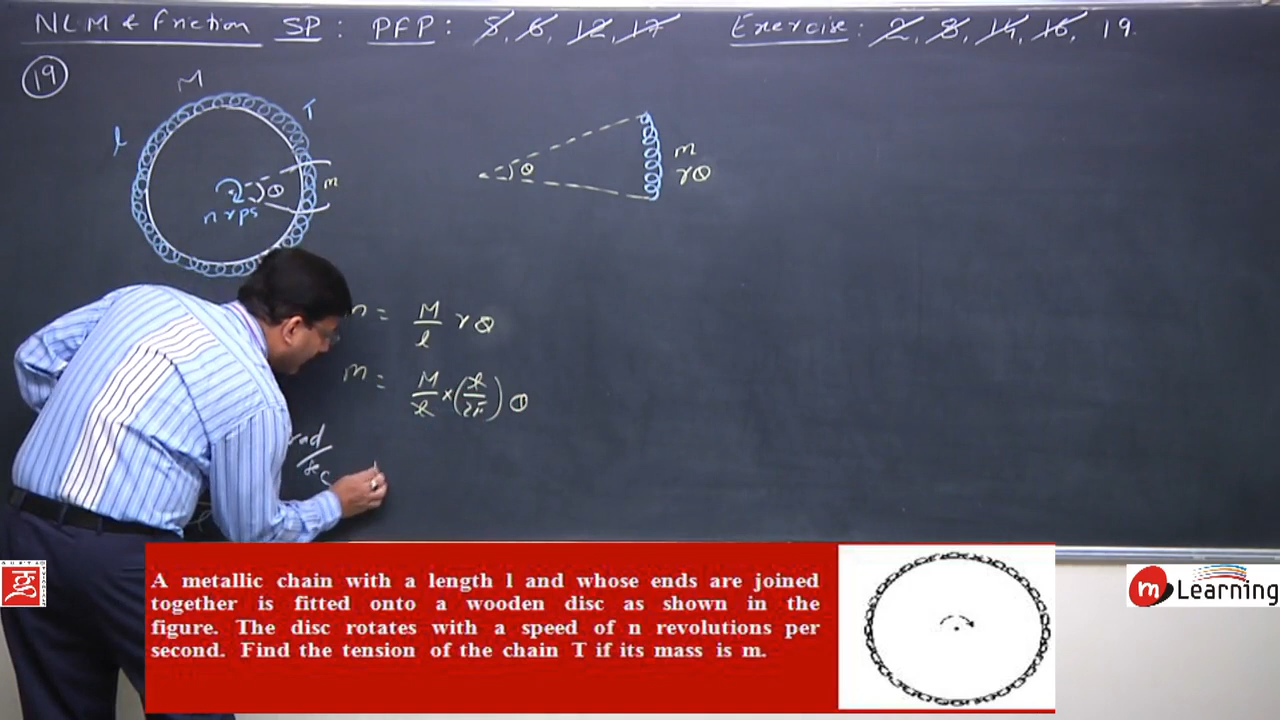 NLM & Friction SP : PFP : 5, 6, 12, 17 Exercise : 2, 8, 14, 16, 19.
19
M
l
T
θ
m
n rps
θ
m
rθ
= M/l rθ
m = M/l × (l/2π) θ
rad/sec
A metallic chain with a length l and whose ends are joined
together is fitted onto a wooden disc as shown in the
figure. The disc rotates with a speed of n revolutions per
second. Find the tension of the chain T if its mass is m.
m Learning